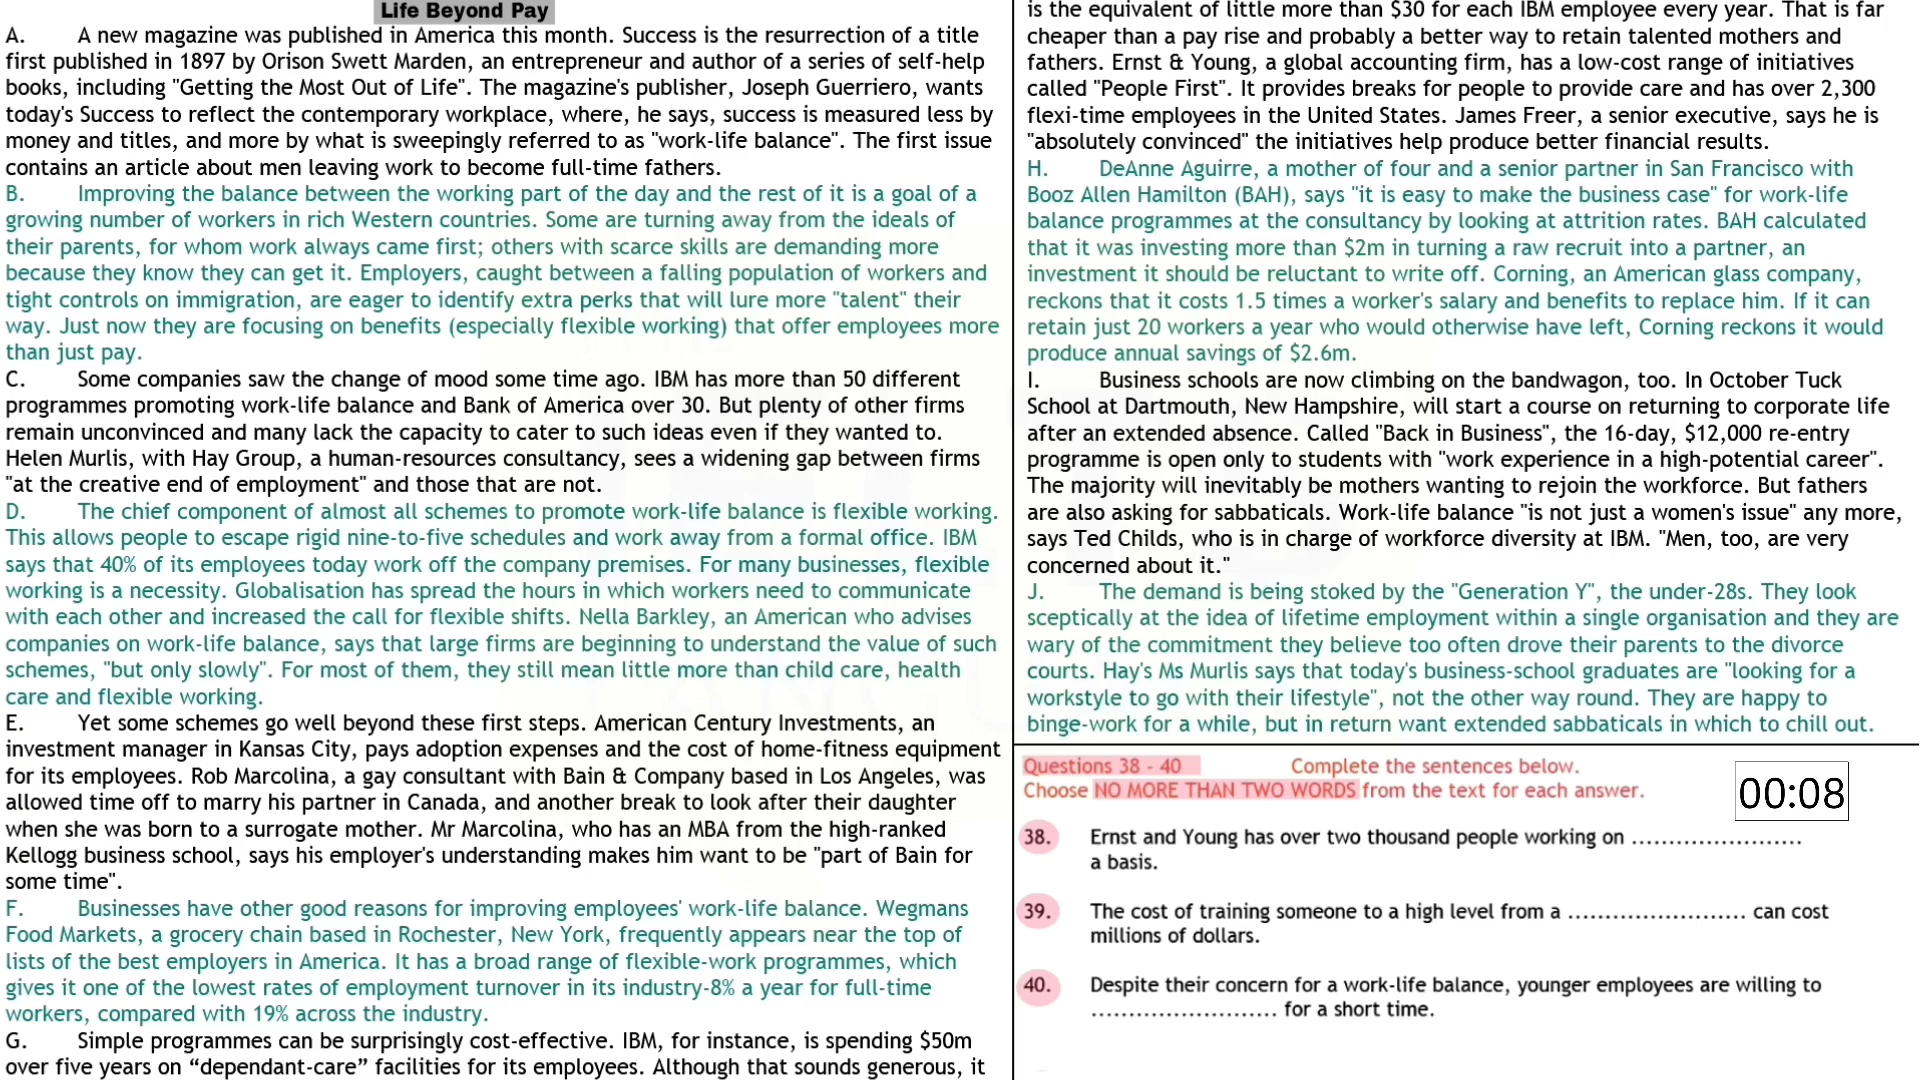 Life Beyond Pay
A. A new magazine was published in America this month. Success is the resurrection of a title
first published in 1897 by Orison Swett Marden, an entrepreneur and author of a series of self-help
books, including "Getting the Most Out of Life". The magazine's publisher, Joseph Guerriero, wants
today's Success to reflect the contemporary workplace, where, he says, success is measured less by
money and titles, and more by what is sweepingly referred to as "work-life balance". The first issue
contains an article about men leaving work to become full-time fathers.
B. Improving the balance between the working part of the day and the rest of it is a goal of a
growing number of workers in rich Western countries. Some are turning away from the ideals of
their parents, for whom work always came first; others with scarce skills are demanding more
because they know they can get it. Employers, caught between a falling population of workers and
tight controls on immigration, are eager to identify extra perks that will lure more "talent" their
way. Just now they are focusing on benefits (especially flexible working) that offer employees more
than just pay.
C. Some companies saw the change of mood some time ago. IBM has more than 50 different
programmes promoting work-life balance and Bank of America over 30. But plenty of other firms
remain unconvinced and many lack the capacity to cater to such ideas even if they wanted to.
Helen Murlis, with Hay Group, a human-resources consultancy, sees a widening gap between firms
"at the creative end of employment" and those that are not.
D. The chief component of almost all schemes to promote work-life balance is flexible working.
This allows people to escape rigid nine-to-five schedules and work away from a formal office. IBM
says that 40% of its employees today work off the company premises. For many businesses, flexible
working is a necessity. Globalisation has spread the hours in which workers need to communicate
with each other and increased the call for flexible shifts. Nella Barkley, an American who advises
companies on work-life balance, says that large firms are beginning to understand the value of such
schemes, "but only slowly". For most of them, they still mean little more than child care, health
care and flexible working.
E. Yet some schemes go well beyond these first steps. American Century Investments, an
investment manager in Kansas City, pays adoption expenses and the cost of home-fitness equipment
for its employees. Rob Marcolina, a gay consultant with Bain & Company based in Los Angeles, was
allowed time off to marry his partner in Canada, and another break to look after their daughter
when she was born to a surrogate mother. Mr Marcolina, who has an MBA from the high-ranked
Kellogg business school, says his employer's understanding makes him want to be "part of Bain for
some time".
F. Businesses have other good reasons for improving employees' work-life balance. Wegmans
Food Markets, a grocery chain based in Rochester, New York, frequently appears near the top of
lists of the best employers in America. It has a broad range of flexible-work programmes, which
gives it one of the lowest rates of employment turnover in its industry-8% a year for full-time
workers, compared with 19% across the industry.
G. Simple programmes can be surprisingly cost-effective. IBM, for instance, is spending $50m
over five years on “dependant-care” facilities for its employees. Although that sounds generous, it
is the equivalent of little more than $30 for each IBM employee every year. That is far
cheaper than a pay rise and probably a better way to retain talented mothers and
fathers. Ernst & Young, a global accounting firm, has a low-cost range of initiatives
called "People First". It provides breaks for people to provide care and has over 2,300
flexi-time employees in the United States. James Freer, a senior executive, says he is
"absolutely convinced" the initiatives help produce better financial results.
H. DeAnne Aguirre, a mother of four and a senior partner in San Francisco with
Booz Allen Hamilton (BAH), says "it is easy to make the business case" for work-life
balance programmes at the consultancy by looking at attrition rates. BAH calculated
that it was investing more than $2m in turning a raw recruit into a partner, an
investment it should be reluctant to write off. Corning, an American glass company,
reckons that it costs 1.5 times a worker's salary and benefits to replace him. If it can
retain just 20 workers a year who would otherwise have left, Corning reckons it would
produce annual savings of $2.6m.
I. Business schools are now climbing on the bandwagon, too. In October Tuck
School at Dartmouth, New Hampshire, will start a course on returning to corporate life
after an extended absence. Called "Back in Business", the 16-day, $12,000 re-entry
programme is open only to students with "work experience in a high-potential career".
The majority will inevitably be mothers wanting to rejoin the workforce. But fathers
are also asking for sabbaticals. Work-life balance "is not just a women's issue" any more,
says Ted Childs, who is in charge of workforce diversity at IBM. "Men, too, are very
concerned about it."
J. The demand is being stoked by the "Generation Y", the under-28s. They look
sceptically at the idea of lifetime employment within a single organisation and they are
wary of the commitment they believe too often drove their parents to the divorce
courts. Hay's Ms Murlis says that today's business-school graduates are "looking for a
workstyle to go with their lifestyle", not the other way round. They are happy to
binge-work for a while, but in return want extended sabbaticals in which to chill out.
Questions 38 - 40 Complete the sentences below.
Choose NO MORE THAN TWO WORDS from the text for each answer.
00:08
38. Ernst and Young has over two thousand people working on .......................
a basis.
39. The cost of training someone to a high level from a ........................ can cost
millions of dollars.
40. Despite their concern for a work-life balance, younger employees are willing to
......................... for a short time.